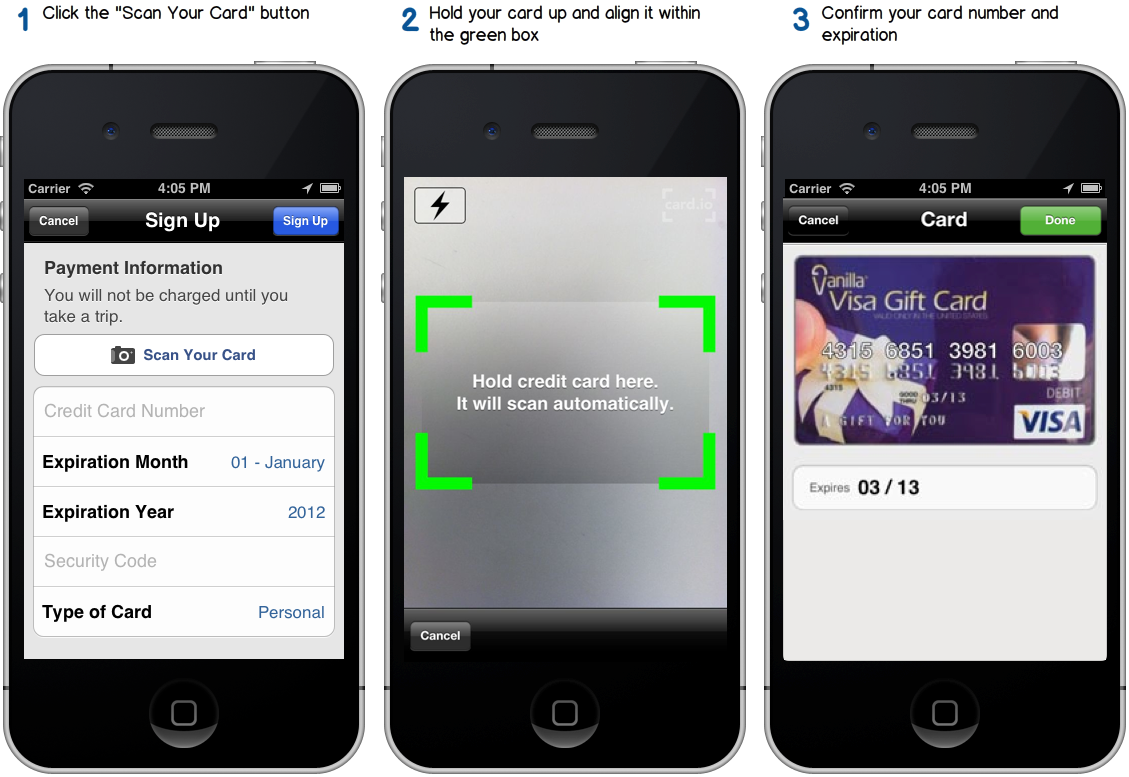 1 Click the "Scan Your Card" button
Carrier 4:05 PM
Cancel Sign Up Sign Up
Payment Information
You will not be charged until you
take a trip.
Scan Your Card
Credit Card Number
Expiration Month 01 - January
Expiration Year 2012
Security Code
Type of Card Personal
2 Hold your card up and align it within
the green box
card.io
Hold credit card here.
It will scan automatically.
Cancel
3 Confirm your card number and
expiration
Carrier 4:05 PM
Cancel Card Done
Vanilla
Visa Gift Card
VALID ONLY IN THE UNITED STATES
4315 6851 3981 6003
4315 6851 3981 6003
4315
GOOD
THRU 03/13
DEBIT
A GIFT FOR YOU
VISA
Expires 03 / 13